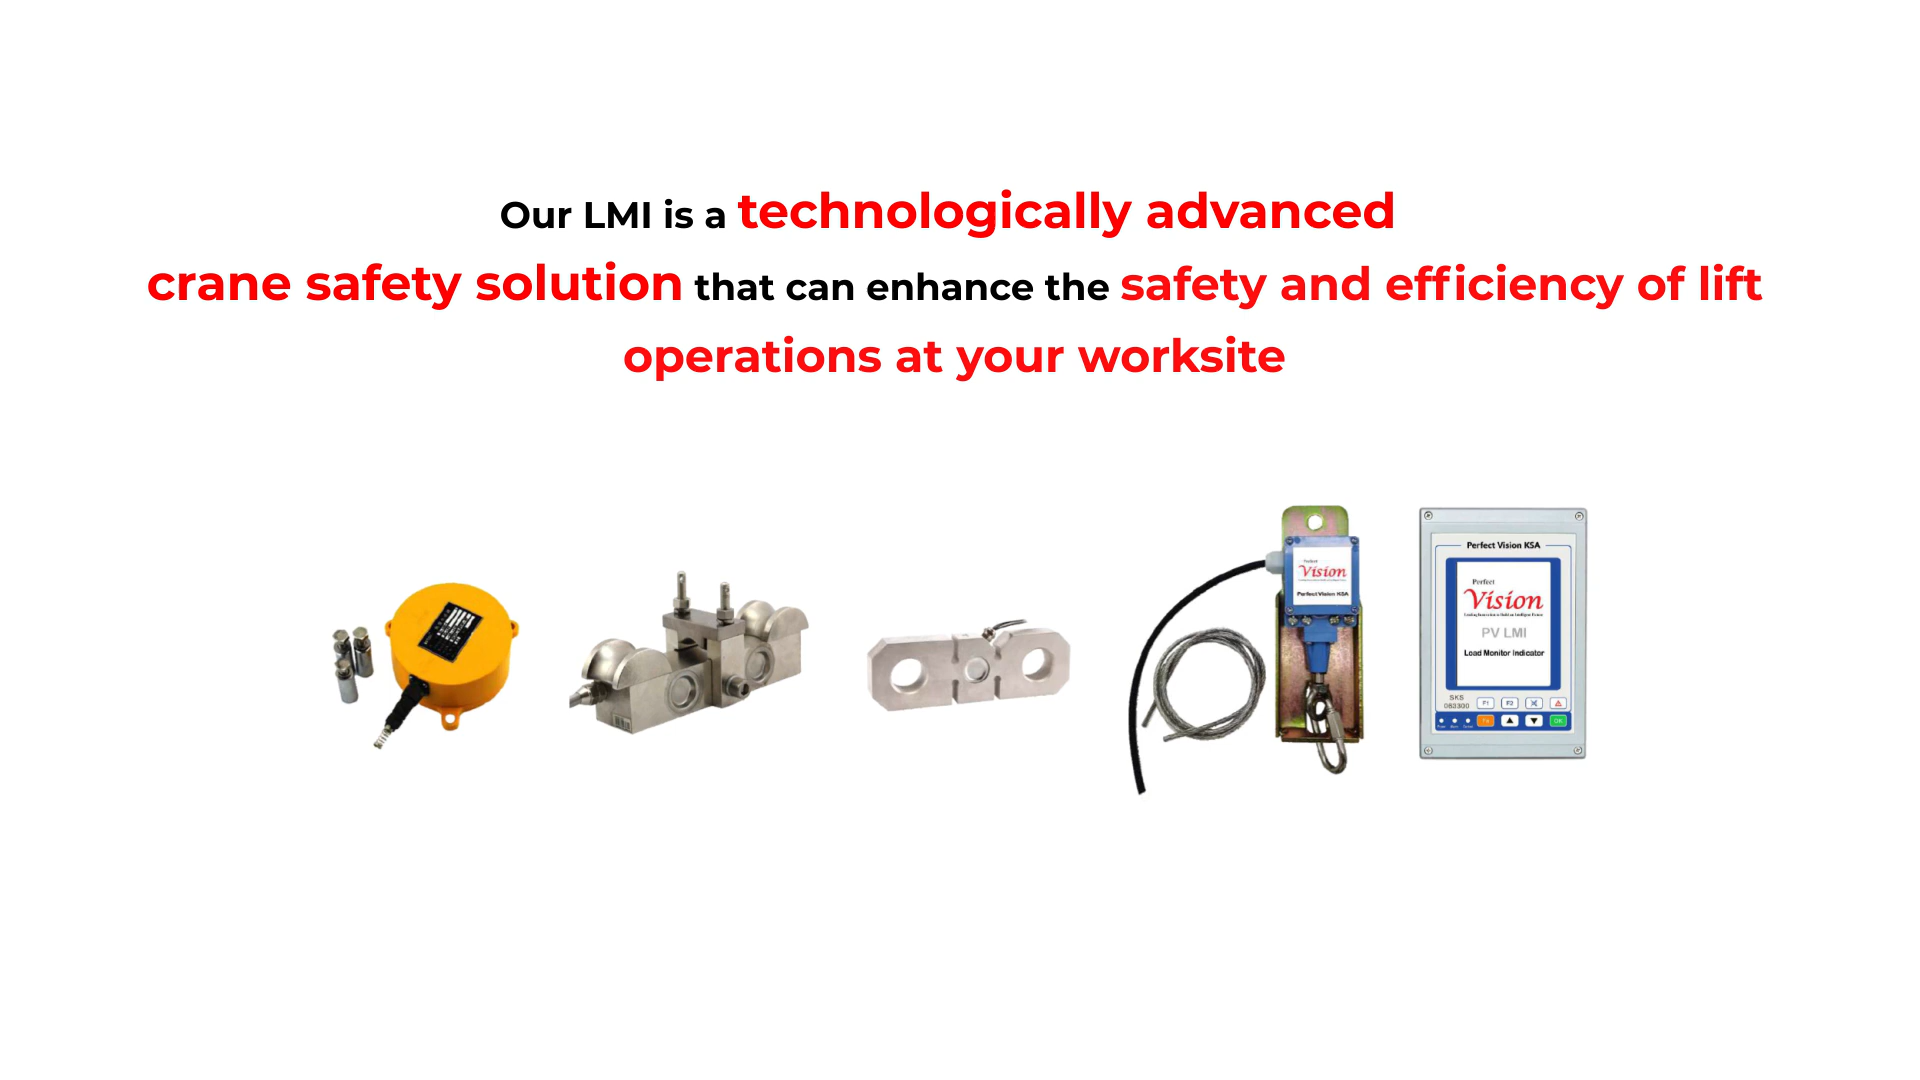 Our LMI is a technologically advanced
crane safety solution that can enhance the safety and efficiency of lift
operations at your worksite
Perfect
Vision
Perfect Vision KSA
Perfect Vision KSA
Perfect
Vision
PV LMI
Load Monitor Indicator
SKS
F1
F2
OK